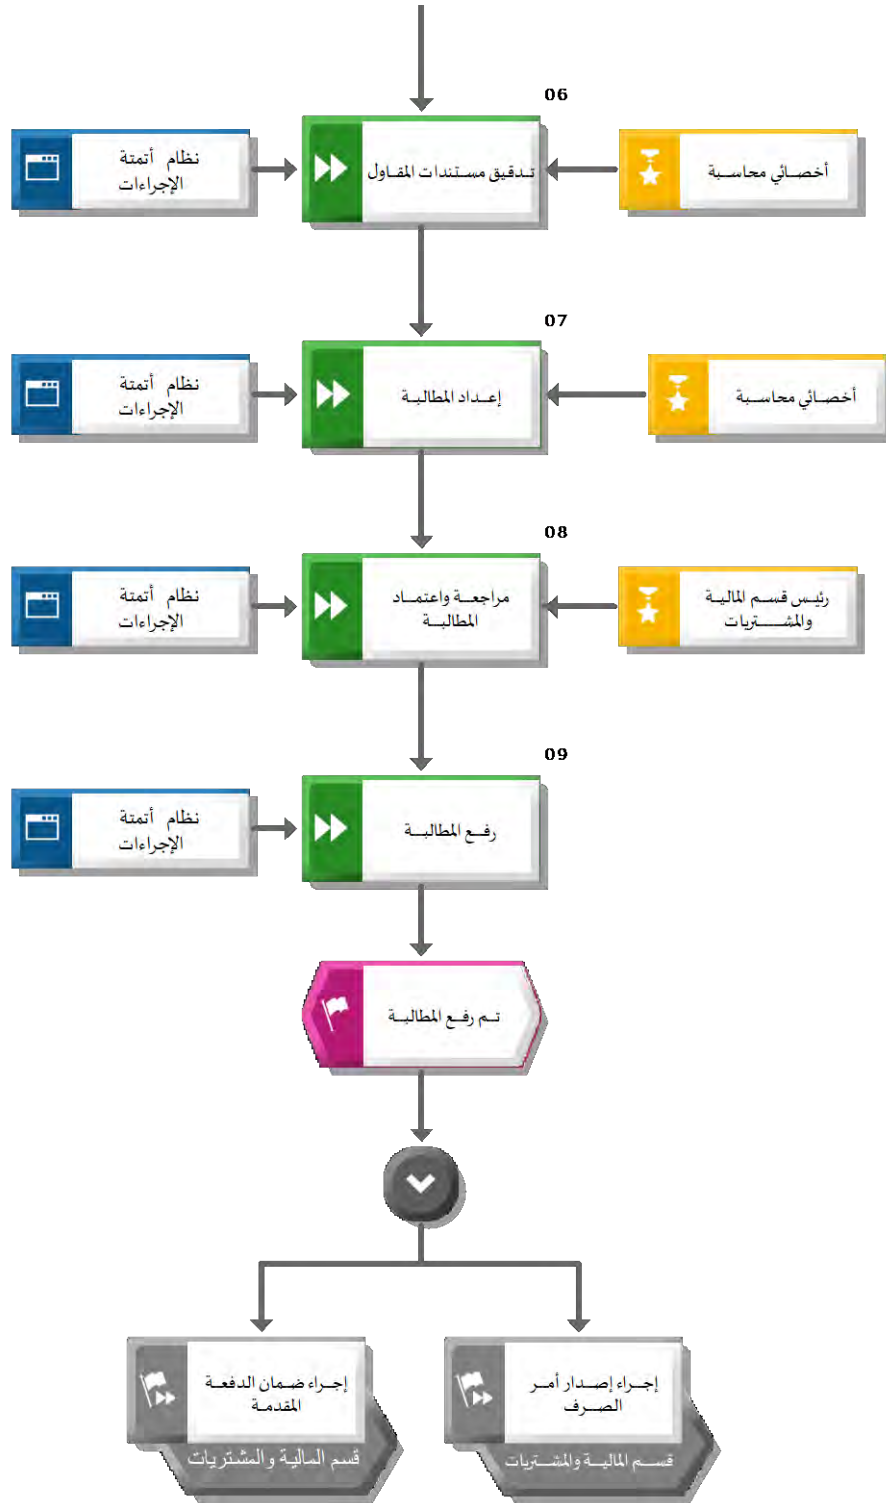 06
أخصائي محاسبة
تدقيق مستندات المقاول
نظام أتمتة
الإجراءات
07
أخصائي محاسبة
إعداد المطالبة
نظام أتمتة
الإجراءات
08
رئيس قسم المالية
والمشتريات
مراجعة واعتماد
المطالبة
نظام أتمتة
الإجراءات
09
رفع المطالبة
نظام أتمتة
الإجراءات
تم رفع المطالبة
إجراء إصدار أمر
الصرف
قسم المالية والمشتريات
إجراء ضمان الدفعة
المقدمة
قسم المالية والمشتريات